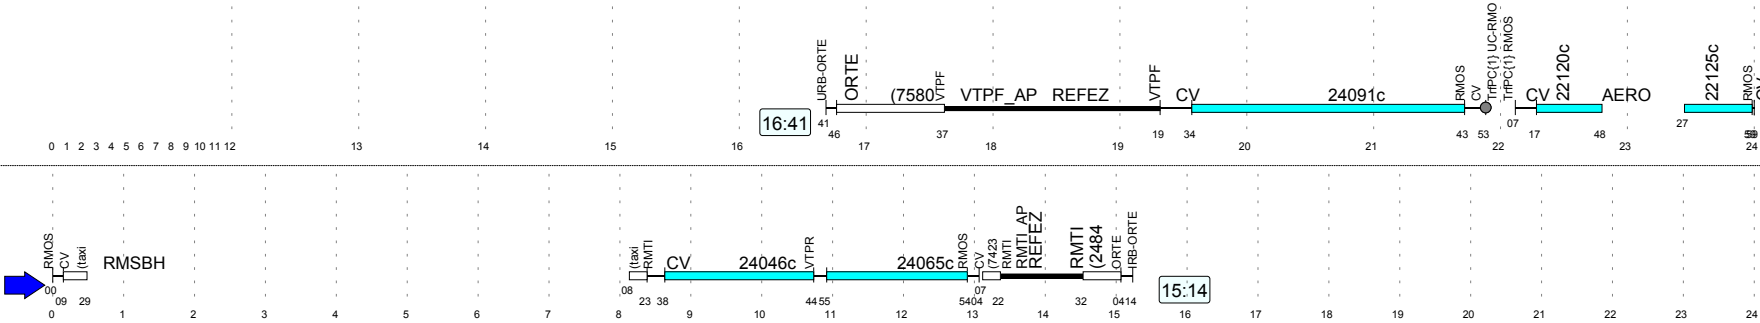 URB-ORTE ORTE (7580 VTPF VTPF_AP REFEZ VTPF CV 24091c RMOS CV TrfPC{1} UC-RMO TrfPC{1} RMOS CV 22120c AERO 22125c RMOS
16:41 41 46 37 19 34 43 53 07 17 48 27
0 1 2 3 4 5 6 7 8 9 10 11 12 13 14 15 16 17 18 19 20 21 22 23 24
RMOS CV (taxi RMSBH (taxi RMTI CV 24046c VTPR 24065c RMOS CV (7423 RMTI RMTI_AP REFEZ RMTI (2484 ORTE IRB-ORTE
00 09 29 08 23 38 44 55 54 04 07 22 32 04 14 15:14
0 1 2 3 4 5 6 7 8 9 10 11 12 13 14 15 16 17 18 19 20 21 22 23 24